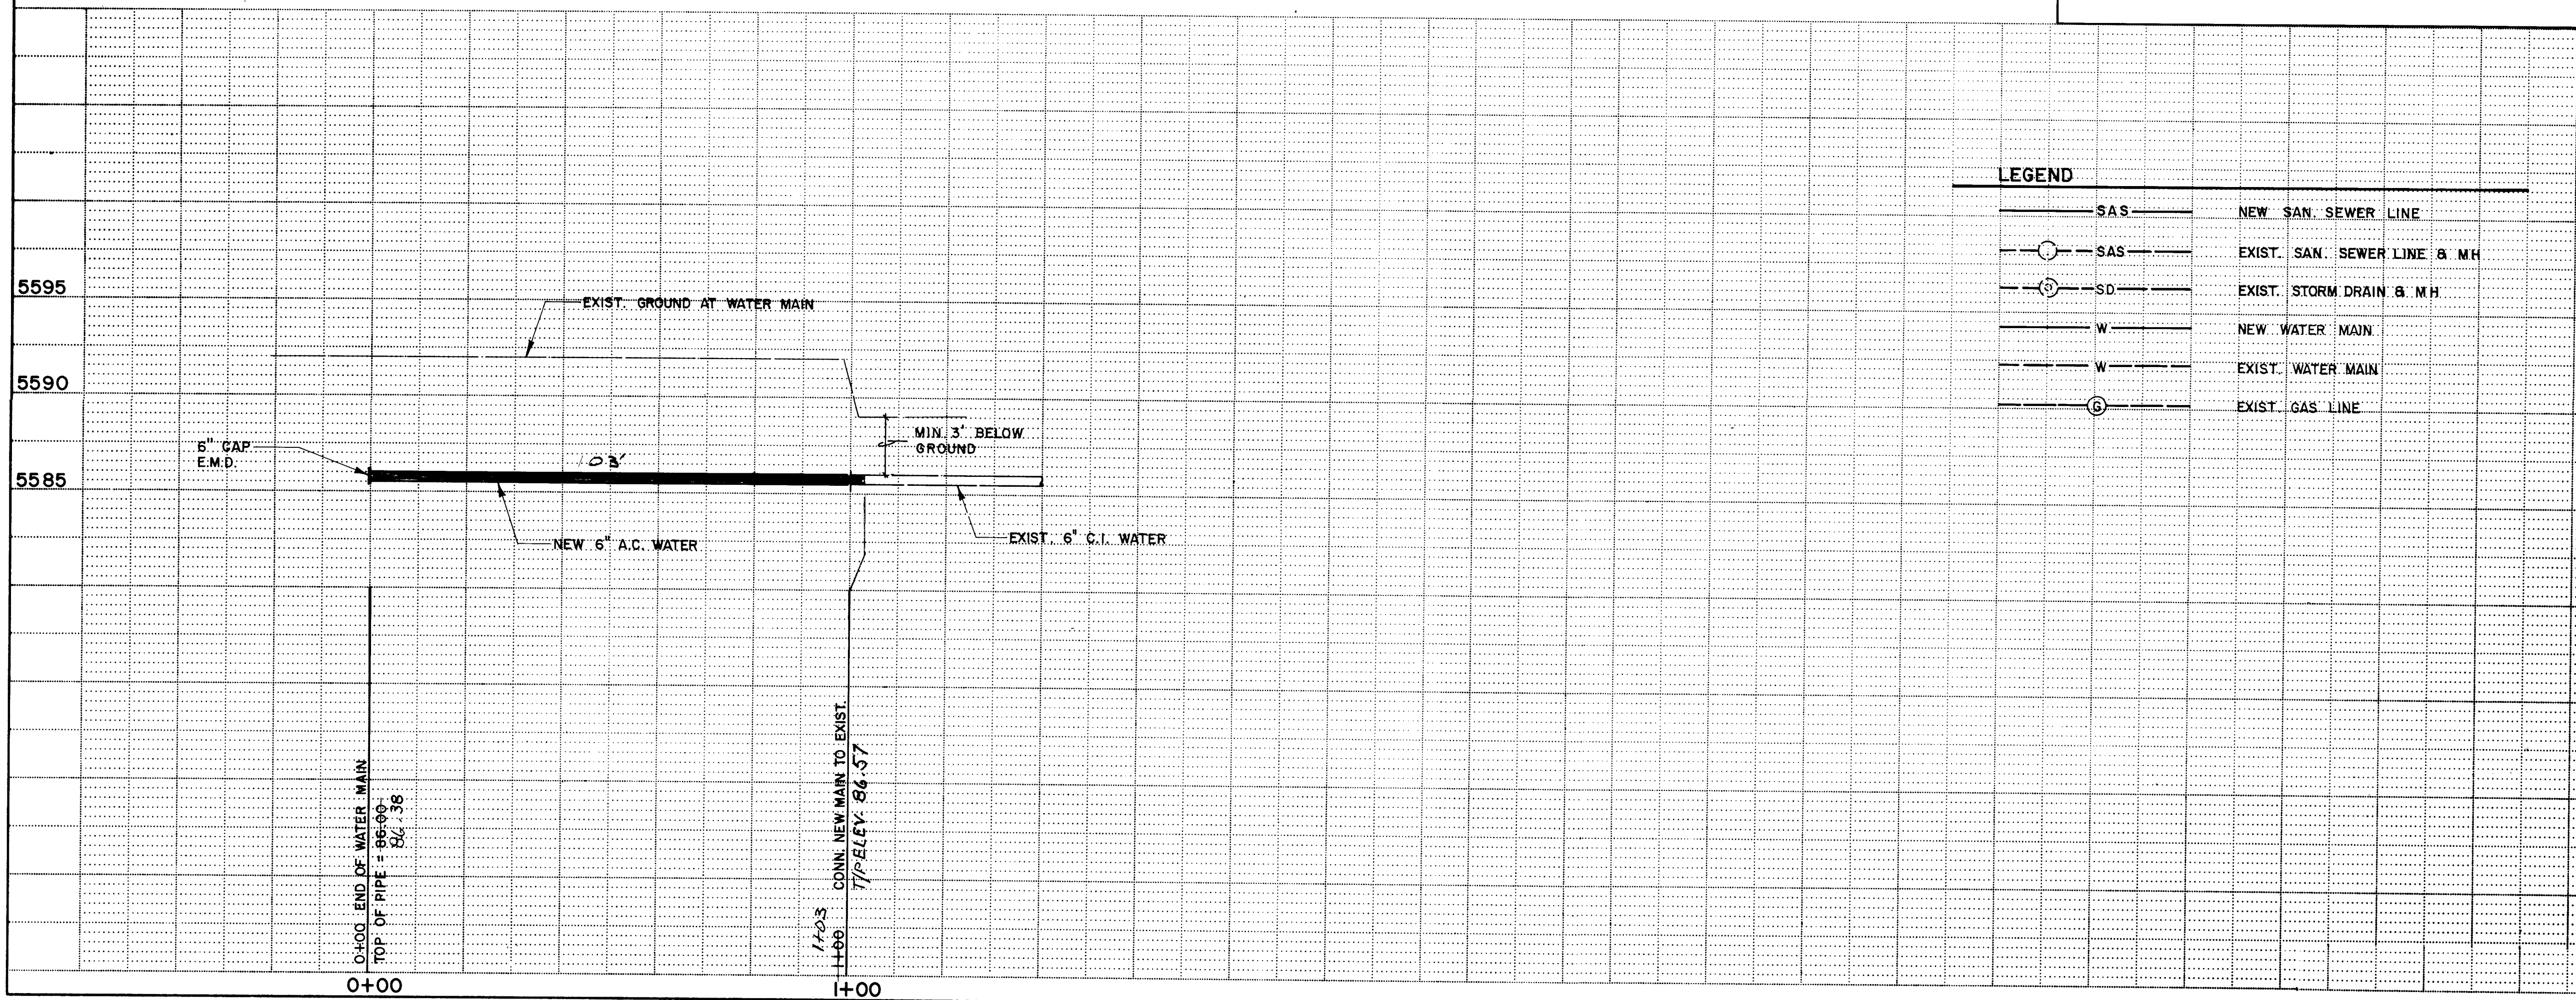 LEGEND
SAS NEW SAN. SEWER LINE
SAS EXIST. SAN. SEWER LINE & MH
SD EXIST. STORM DRAIN & MH
W NEW WATER MAIN
W EXIST. WATER MAIN
G EXIST. GAS LINE
5595
5590
5585
EXIST. GROUND AT WATER MAIN
6" CAP
E.M.D.
103'
MIN. 3' BELOW
GROUND
NEW 6" A.C. WATER
EXIST. 6" C.I. WATER
0+00 END OF WATER MAIN
TOP OF PIPE = 86.00
86.38
1+03
1+00 CONN. NEW MAIN TO EXIST.
T/P ELEV. 86.57
0+00
1+00